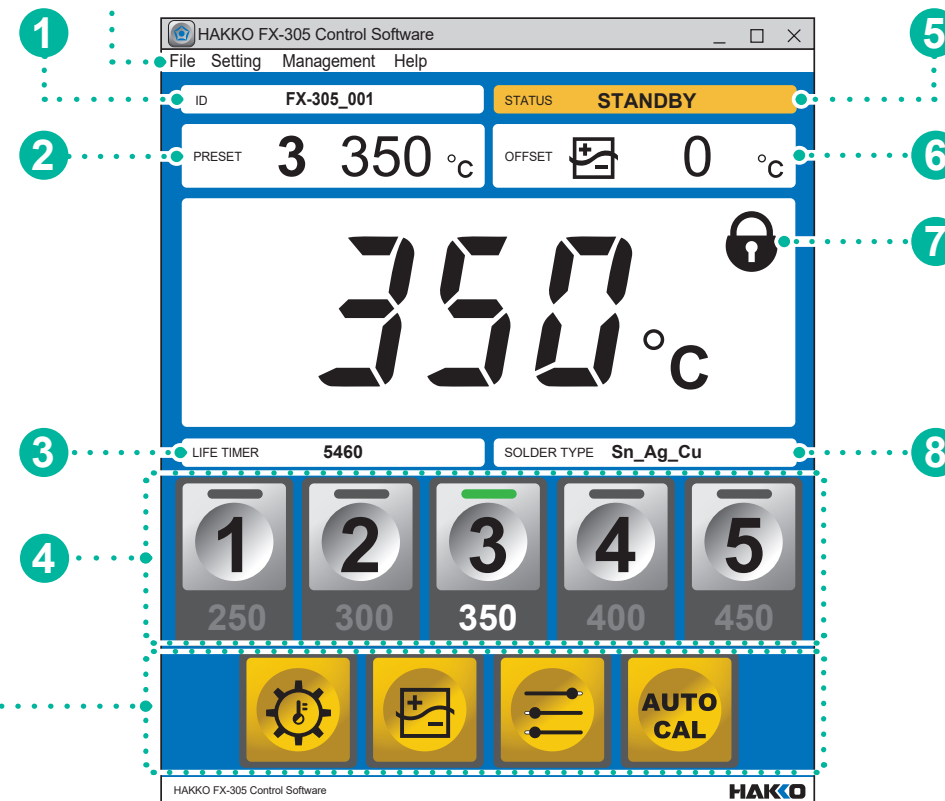 HAKKO FX-305 Control Software
File Setting Management Help
1
5
ID FX-305_001
STATUS STANDBY
2
6
PRESET 3 350 °C
OFFSET 0 °C
7
350 °C
3
8
LIFE TIMER 5460
SOLDER TYPE Sn_Ag_Cu
4
1 2 3 4 5
250 300 350 400 450
AUTO
CAL
HAKKO FX-305 Control Software
HAKKO